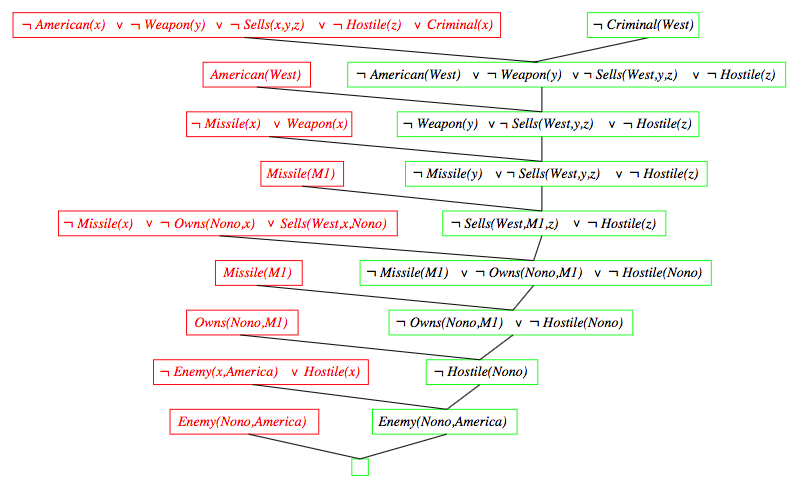 ¬ American(x) ∨ ¬ Weapon(y) ∨ ¬ Sells(x,y,z) ∨ ¬ Hostile(z) ∨ Criminal(x)
¬ Criminal(West)
American(West)
¬ American(West) ∨ ¬ Weapon(y) ∨ ¬ Sells(West,y,z) ∨ ¬ Hostile(z)
¬ Missile(x) ∨ Weapon(x)
¬ Weapon(y) ∨ ¬ Sells(West,y,z) ∨ ¬ Hostile(z)
Missile(M1)
¬ Missile(y) ∨ ¬ Sells(West,y,z) ∨ ¬ Hostile(z)
¬ Missile(x) ∨ ¬ Owns(Nono,x) ∨ Sells(West,x,Nono)
¬ Sells(West,M1,z) ∨ ¬ Hostile(z)
Missile(M1)
¬ Missile(M1) ∨ ¬ Owns(Nono,M1) ∨ ¬ Hostile(Nono)
Owns(Nono,M1)
¬ Owns(Nono,M1) ∨ ¬ Hostile(Nono)
¬ Enemy(x,America) ∨ Hostile(x)
¬ Hostile(Nono)
Enemy(Nono,America)
Enemy(Nono,America)